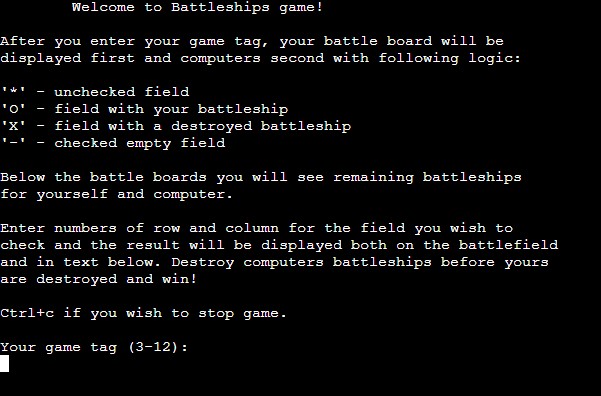 Welcome to Battleships game!
After you enter your game tag, your battle board will be
displayed first and computers second with following logic:
'*' - unchecked field
'O' - field with your battleship
'X' - field with a destroyed battleship
'-' - checked empty field
Below the battle boards you will see remaining battleships
for yourself and computer.
Enter numbers of row and column for the field you wish to
check and the result will be displayed both on the battlefield
and in text below. Destroy computers battleships before yours
are destroyed and win!
Ctrl+c if you wish to stop game.
Your game tag (3-12):